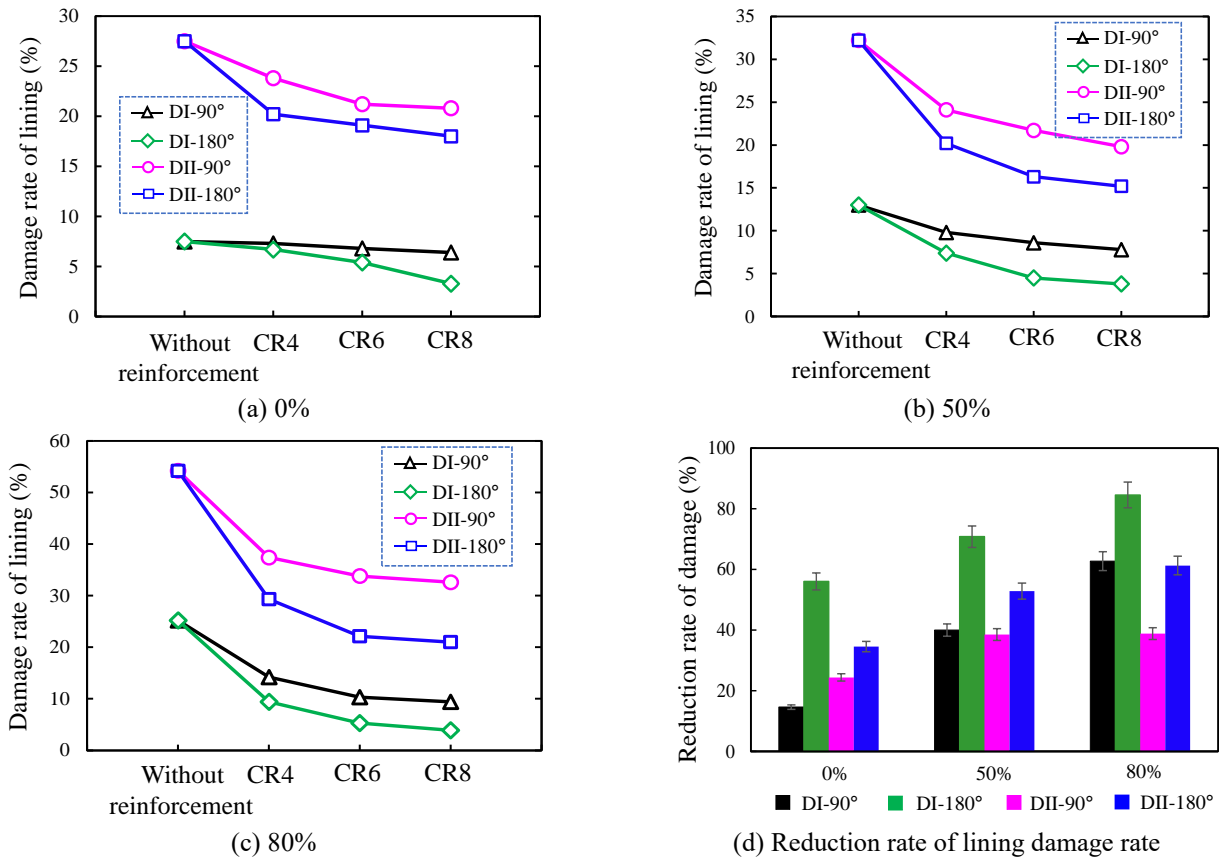 30
25
20
15
10
5
0
Damage rate of lining (%)
DI-90°
DI-180°
DII-90°
DII-180°
Without reinforcement
CR4
CR6
CR8
(a) 0%
35
30
25
20
15
10
5
0
Damage rate of lining (%)
DI-90°
DI-180°
DII-90°
DII-180°
Without reinforcement
CR4
CR6
CR8
(b) 50%
60
50
40
30
20
10
0
Damage rate of lining (%)
DI-90°
DI-180°
DII-90°
DII-180°
Without reinforcement
CR4
CR6
CR8
(c) 80%
100
80
60
40
20
0
Reduction rate of damage (%)
0%
50%
80%
DI-90°
DI-180°
DII-90°
DII-180°
(d) Reduction rate of lining damage rate